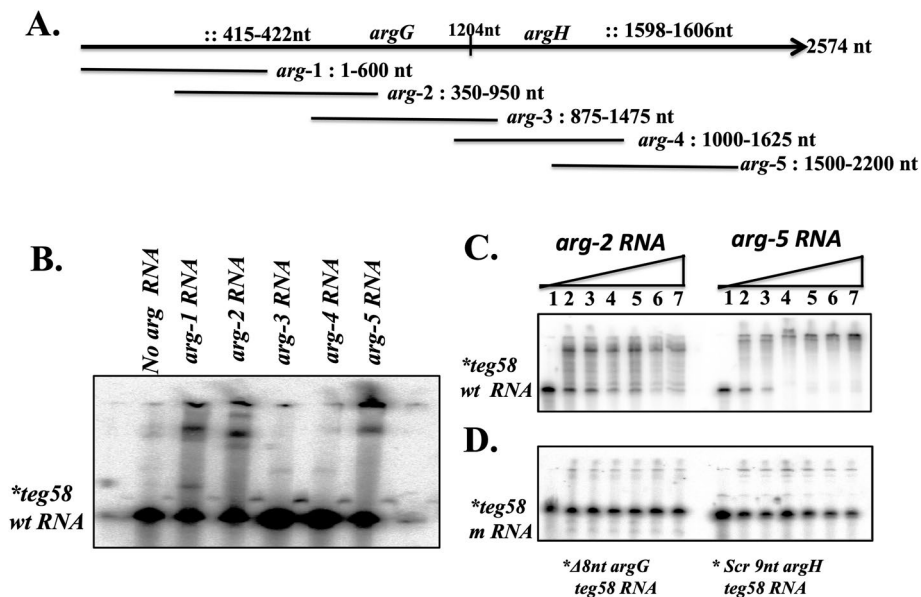 A.
:: 415-422nt argG 1204nt argH :: 1598-1606nt
2574 nt
arg-1 : 1-600 nt
arg-2 : 350-950 nt
arg-3 : 875-1475 nt
arg-4 : 1000-1625 nt
arg-5 : 1500-2200 nt
B.
No arg RNA
arg-1 RNA
arg-2 RNA
arg-3 RNA
arg-4 RNA
arg-5 RNA
*teg58
wt RNA
C.
arg-2 RNA arg-5 RNA
1 2 3 4 5 6 7 1 2 3 4 5 6 7
*teg58
wt RNA
D.
*teg58
m RNA
*Δ8nt argG
teg58 RNA
* Scr 9nt argH
teg58 RNA